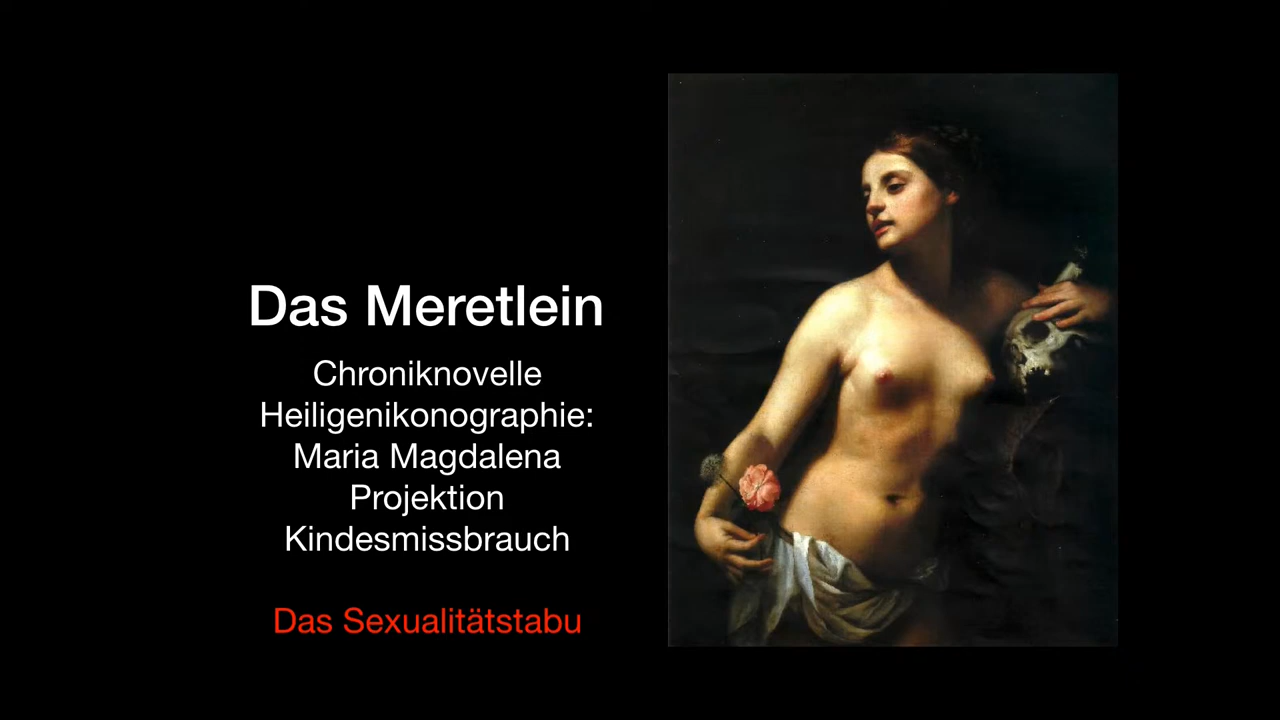 Das Meretlein
Chroniknovelle
Heiligenikonographie:
Maria Magdalena
Projektion
Kindesmissbrauch
Das Sexualitätstabu